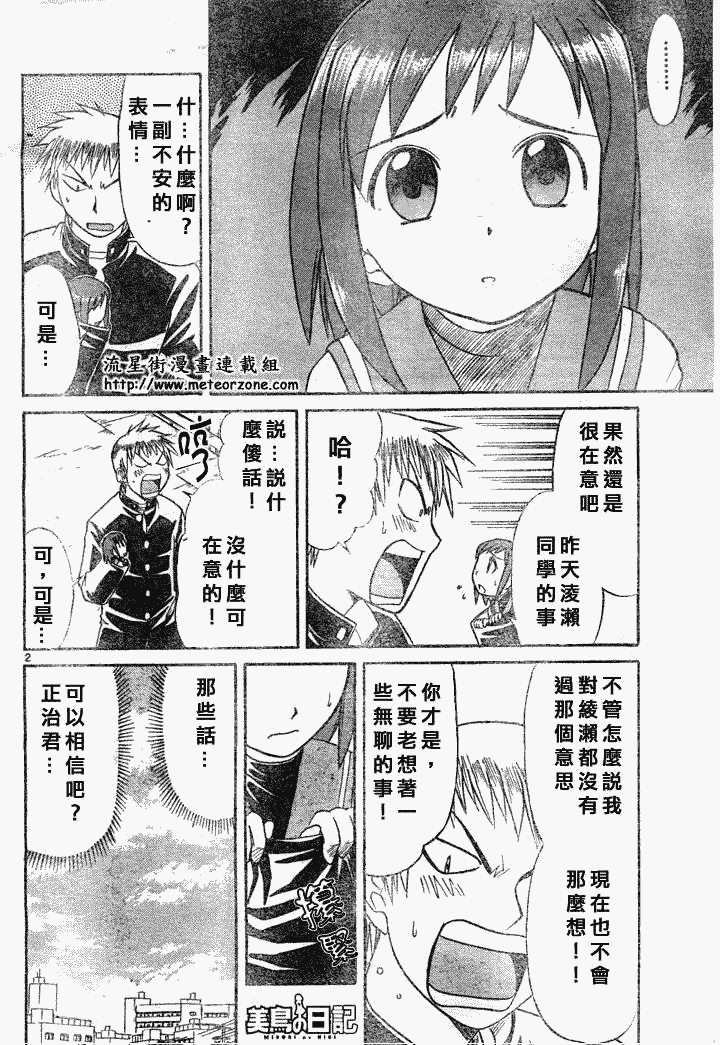 ………
什…什麼啊？
一副不安的
表情…
可是…
流星街漫畫連載組
http://www.meteorzone.com
果然還是
很在意吧
昨天淩瀨
同學的事
哈！？
說…說什
麼傻話！
沒什麼可
在意的！
可，可是…
2
不管怎麼說我
對綾瀨都沒有
過那個意思
現在也不會
那麼想！！
你才是，
不要老想著一
些無聊的事！
那些話…
可以相信吧？
正治君…
美鳥の日記
MIDORI no HIBI